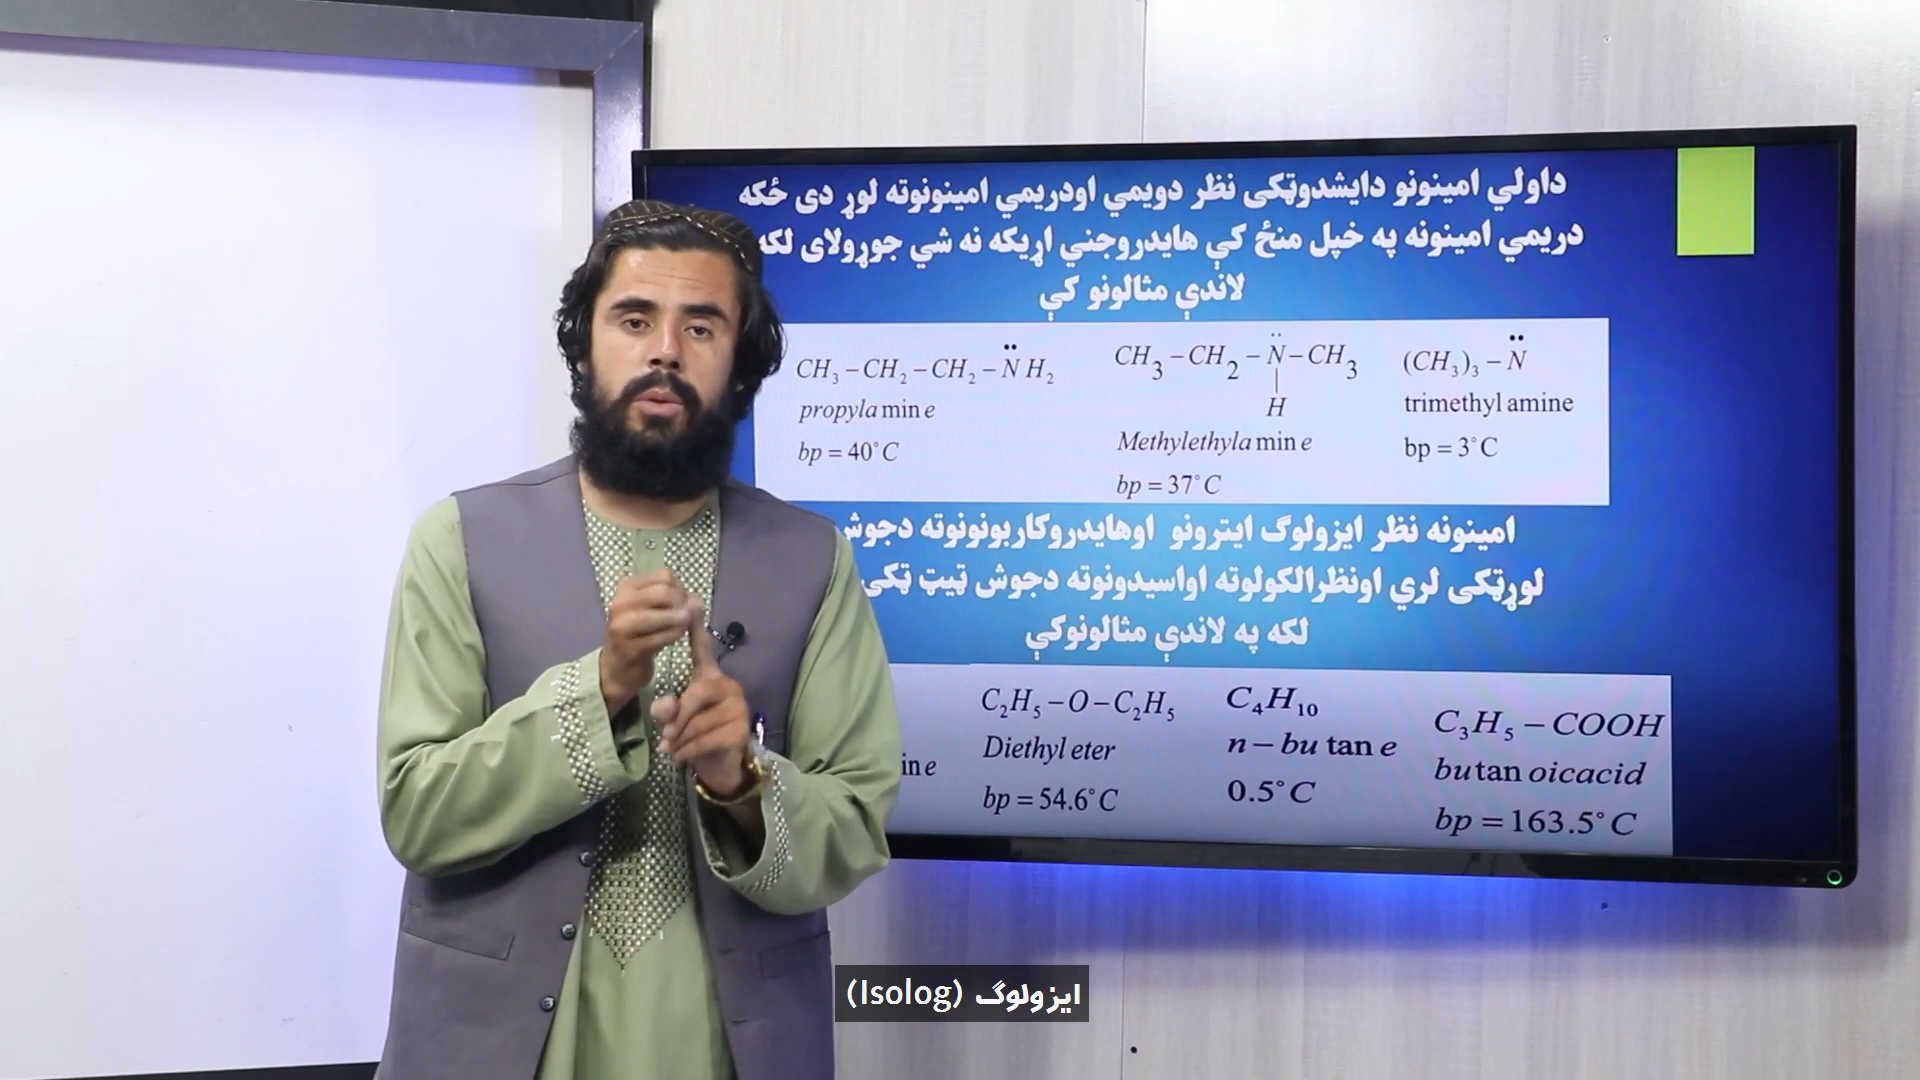 داولي امينونو دايشدوټکی نظر دويمي اودريمي امينونوته لوړ دی ځکه
دريمي امينونه په خپل منځ کې هايدروجني اړيکه نه شي جوړولای لکه
لاندې مثالونو کې
CH₃–CH₂–CH₂–N̈H₂
propylamine
bp = 40°C
CH₃–CH₂–N̈–CH₃
|
H
Methylethylamine
bp = 37°C
(CH₃)₃–N̈
trimethyl amine
bp = 3°C
امينونه نظر ايزولوگ ايترونو اوهايدروکاربونونوته دجوش
لوړټکی لري اونظرالکولوته اواسيدونوته دجوش ټيټ ټکی
لکه په لاندې مثالونوکې
ine
C₂H₅–O–C₂H₅
Diethyl eter
bp = 54.6°C
C₄H₁₀
n–butane
0.5°C
C₃H₅–COOH
butanoicacid
bp = 163.5°C
ايزولوگ (Isolog)